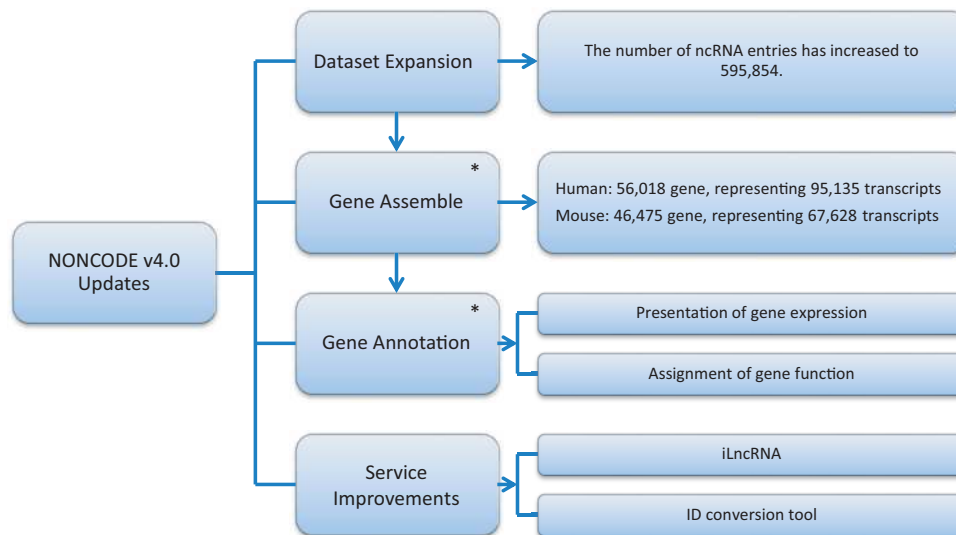 NONCODE v4.0
Updates
Dataset Expansion
The number of ncRNA entries has increased to
595,854.
*
Gene Assemble
Human: 56,018 gene, representing 95,135 transcripts
Mouse: 46,475 gene, representing 67,628 transcripts
*
Gene Annotation
Presentation of gene expression
Assignment of gene function
Service
Improvements
iLncRNA
ID conversion tool